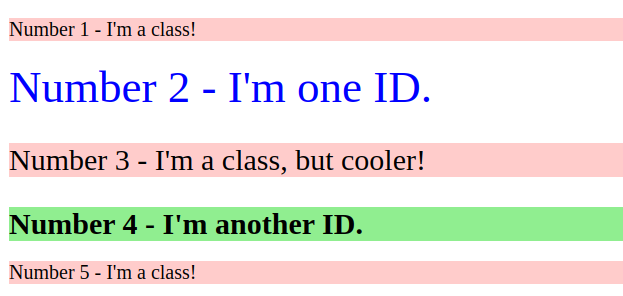 Number 1 - I'm a class!
Number 2 - I'm one ID.
Number 3 - I'm a class, but cooler!
Number 4 - I'm another ID.
Number 5 - I'm a class!